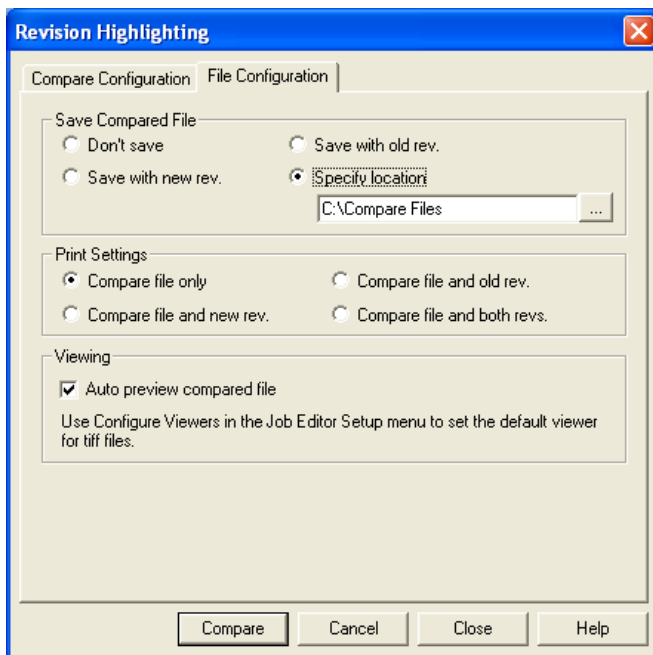 Revision Highlighting
Compare Configuration File Configuration
Save Compared File
Don't save Save with old rev.
Save with new rev. Specify location
C:\Compare Files ...
Print Settings
Compare file only Compare file and old rev.
Compare file and new rev. Compare file and both revs.
Viewing
Auto preview compared file
Use Configure Viewers in the Job Editor Setup menu to set the default viewer
for tiff files.
Compare Cancel Close Help